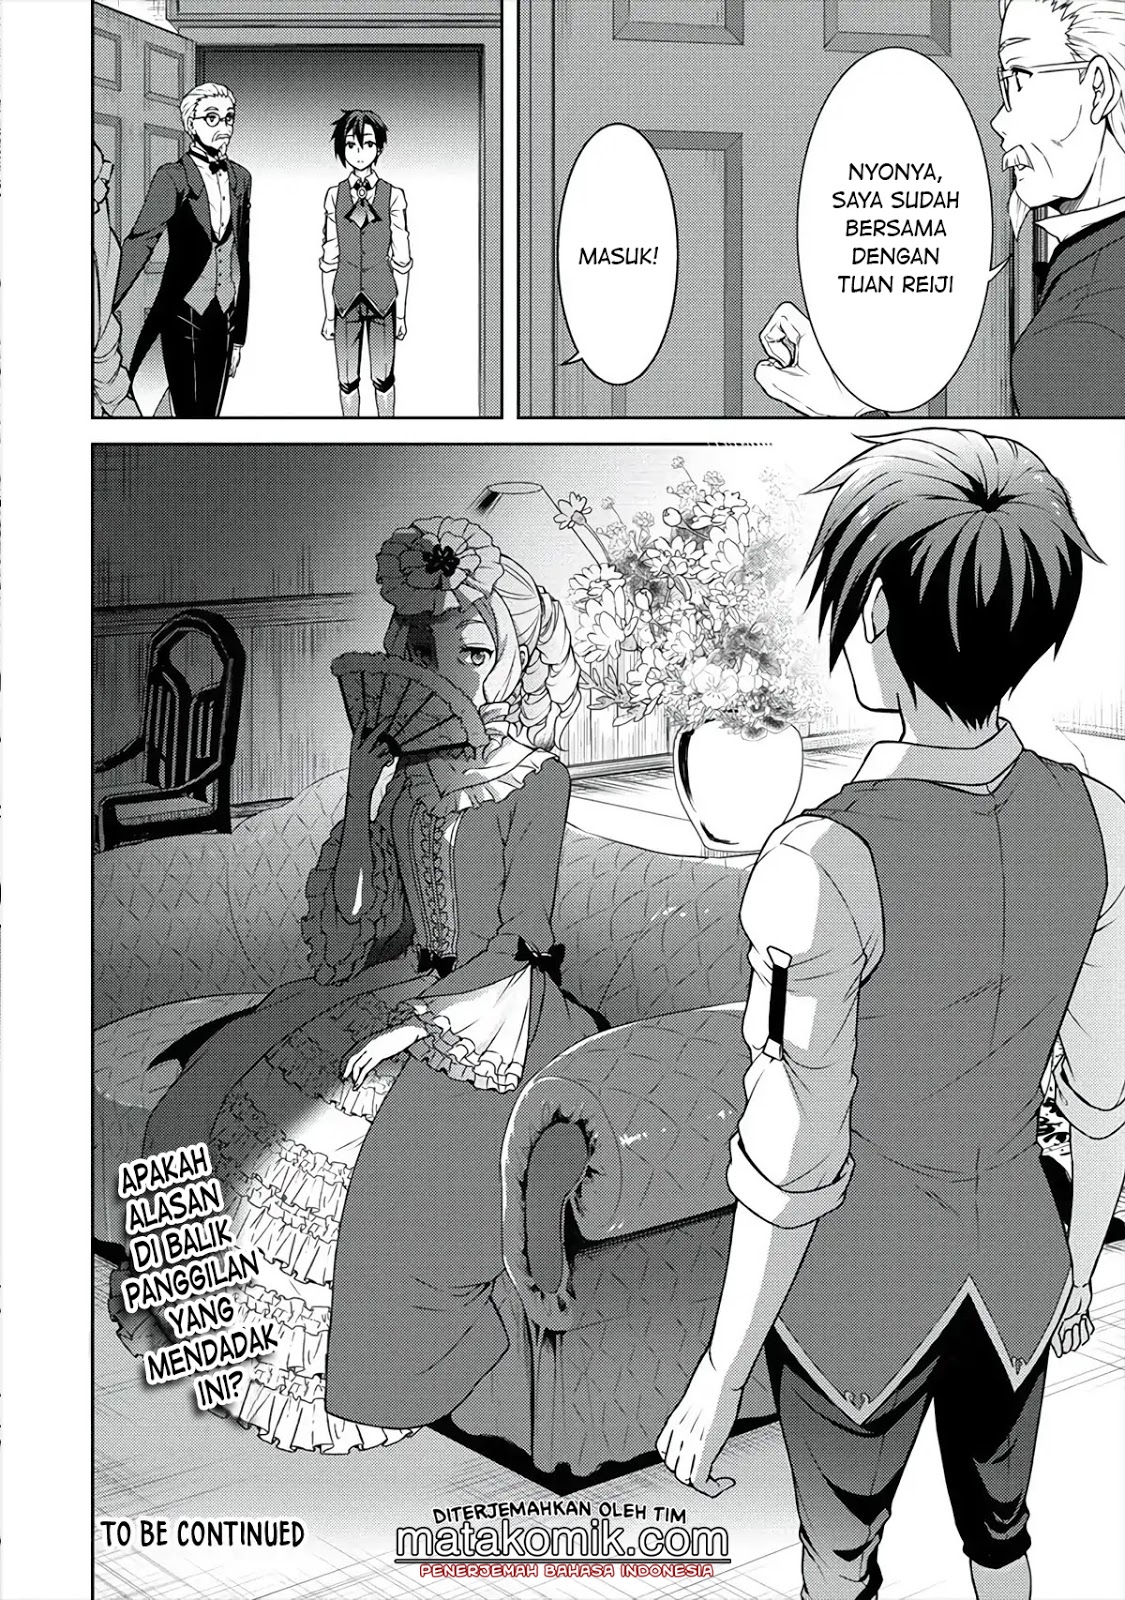 NYONYA,
SAYA SUDAH
BERSAMA
DENGAN
TUAN REIJI
MASUK!
APAKAH
ALASAN
DI BALIK
PANGGILAN
YANG
MENDADAK
INI?
TO BE CONTINUED
DITERJEMAHKAN OLEH TIM
matakomik.com
PENERJEMAH BAHASA INDONESIA